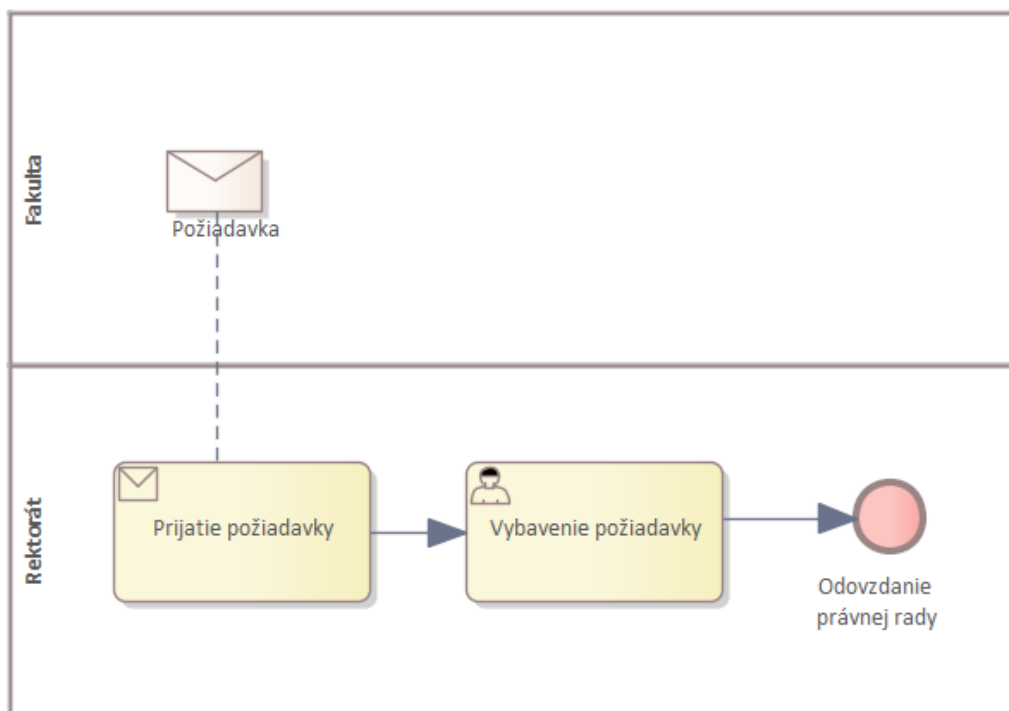 Fakulta
Požiadavka
Rektorát
Prijatie požiadavky
Vybavenie požiadavky
Odovzdanie
právnej rady